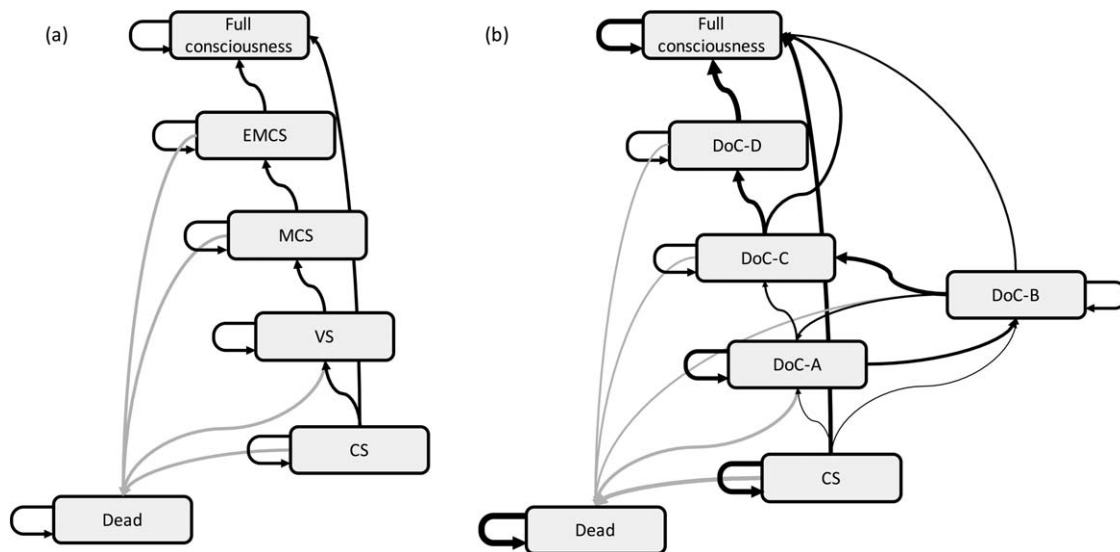 (a)
Full
consciousness
EMCS
MCS
VS
CS
Dead
(b)
Full
consciousness
DoC-D
DoC-C
DoC-B
DoC-A
CS
Dead